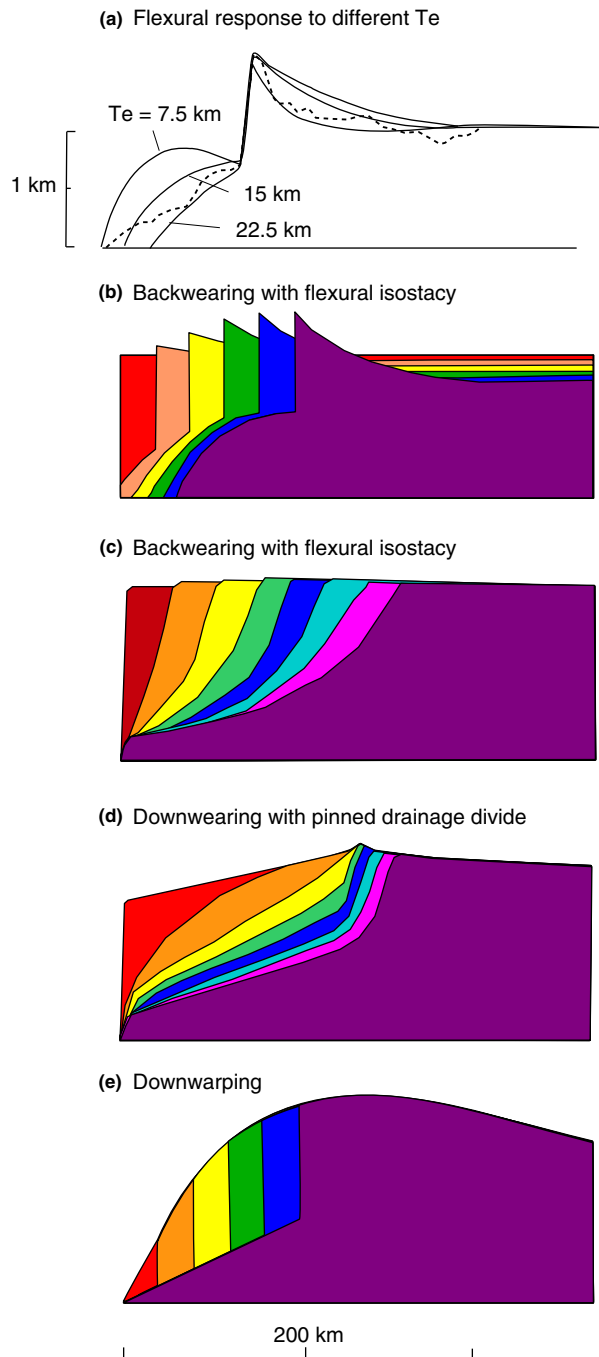 (a) Flexural response to different Te
Te = 7.5 km
1 km
15 km
22.5 km
(b) Backwearing with flexural isostacy
(c) Backwearing with flexural isostacy
(d) Downwearing with pinned drainage divide
(e) Downwarping
200 km